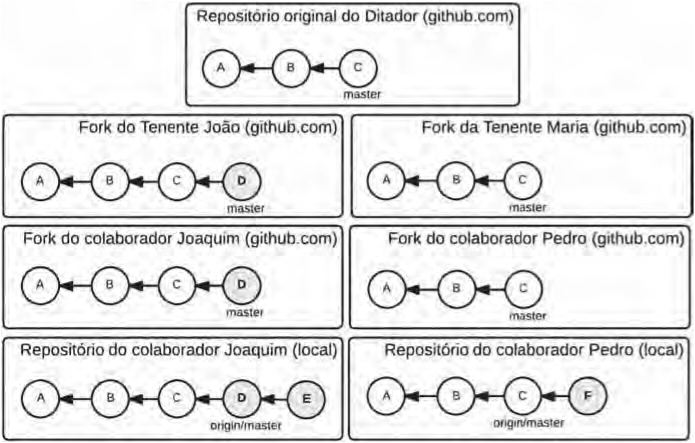 Repositório original do Ditador (github.com)
A B C
master
Fork do Tenente João (github.com)
A B C D
master
Fork da Tenente Maria (github.com)
A B C
master
Fork do colaborador Joaquim (github.com)
A B C D
master
Fork do colaborador Pedro (github.com)
A B C
master
Repositório do colaborador Joaquim (local)
A B C D E
origin/master
Repositório do colaborador Pedro (local)
A B C F
origin/master